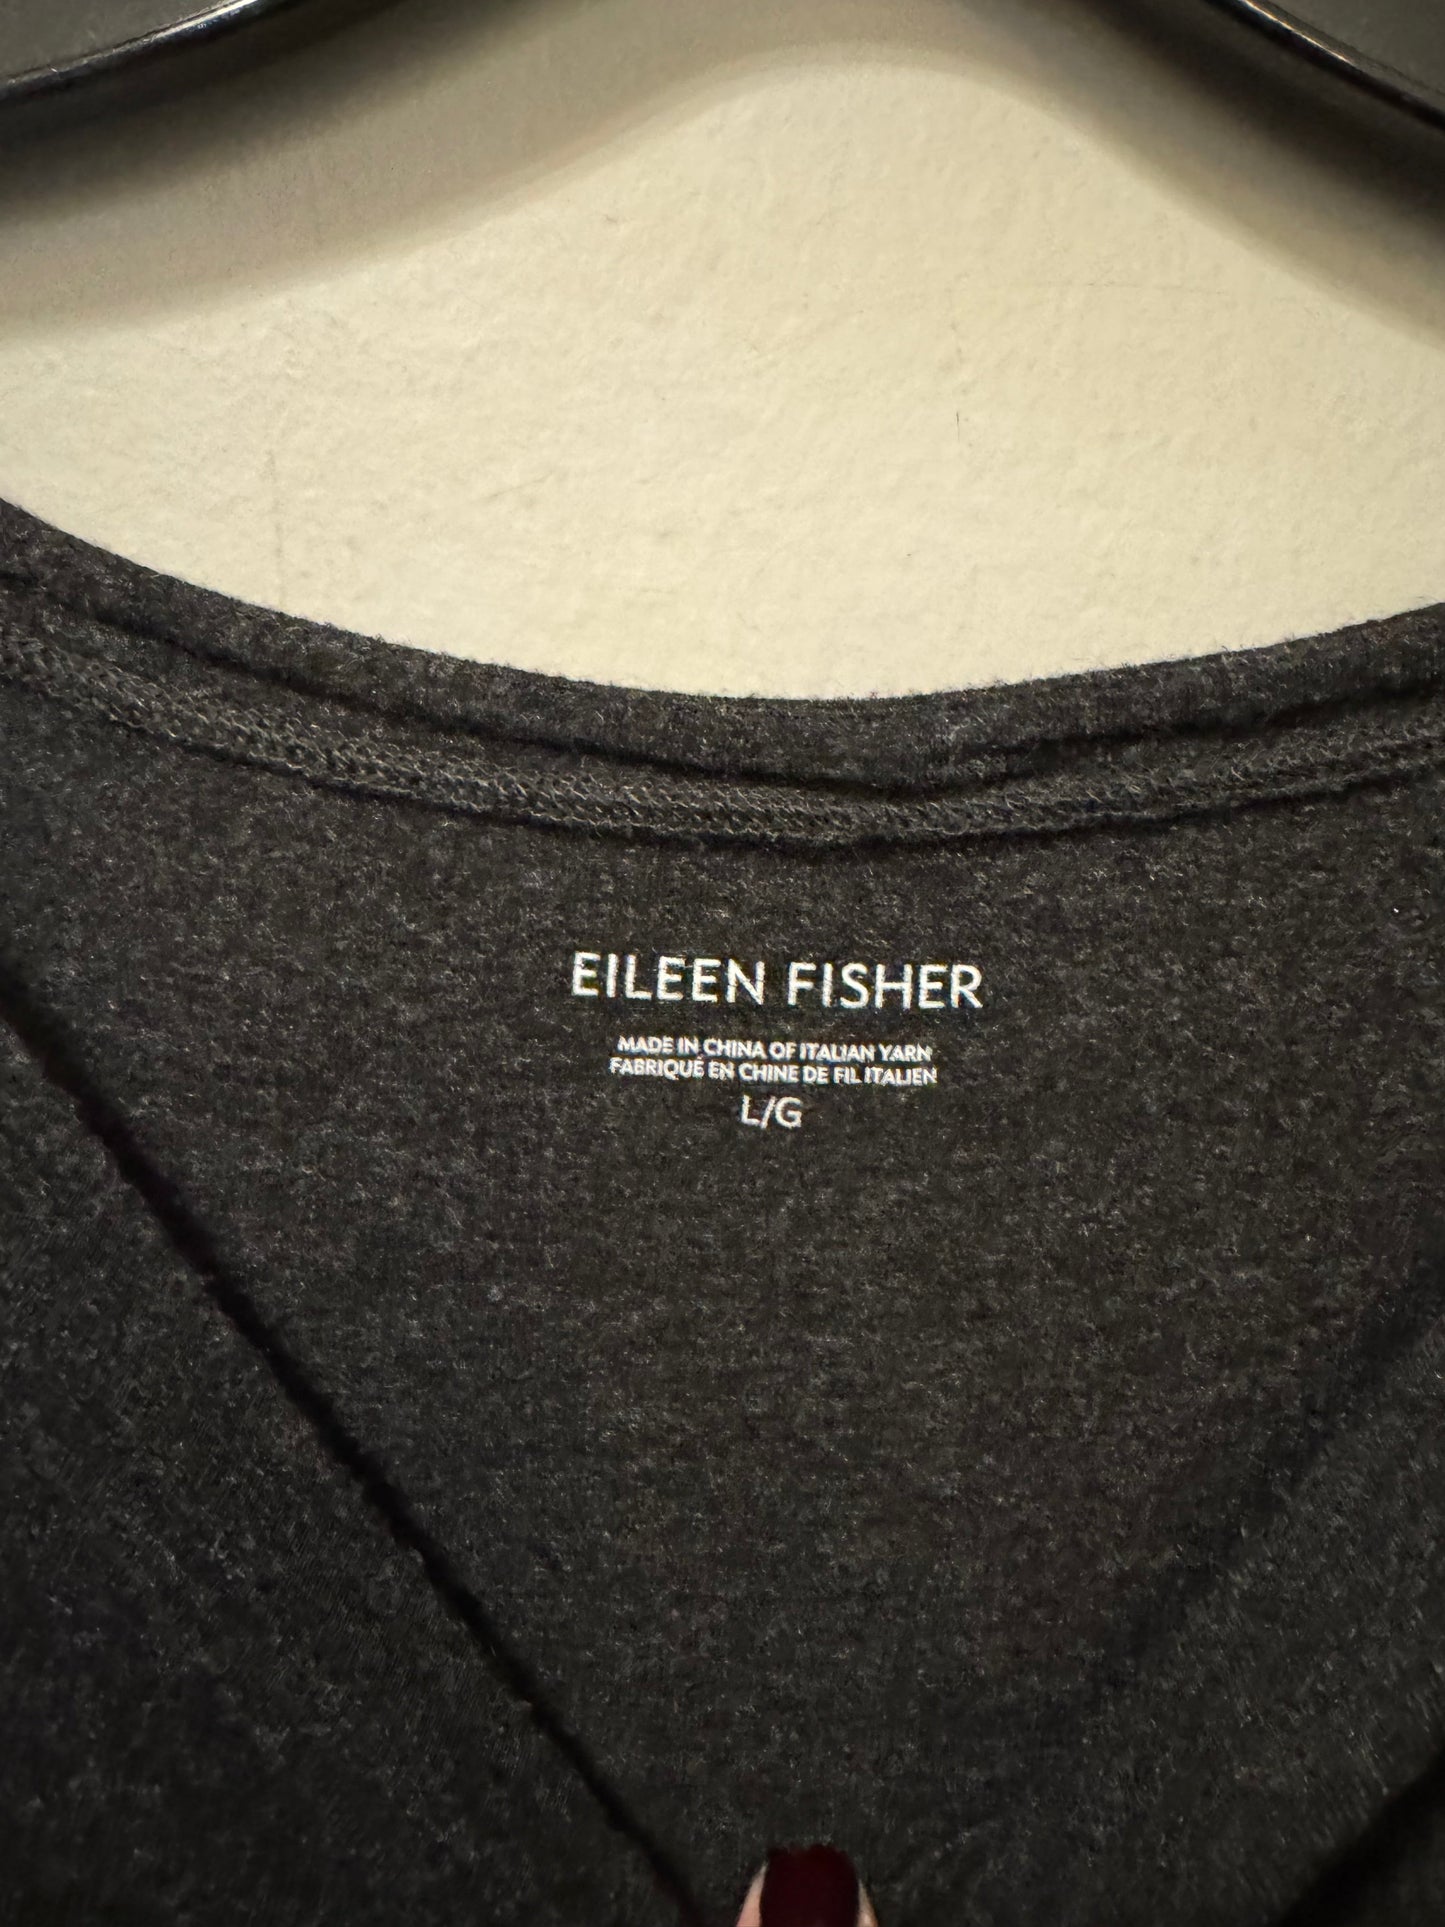 EILEEN FISHER
MADE IN CHINA OF ITALIAN YARN
FABRIQUÉ EN CHINE DE FIL ITALIEN
L/G